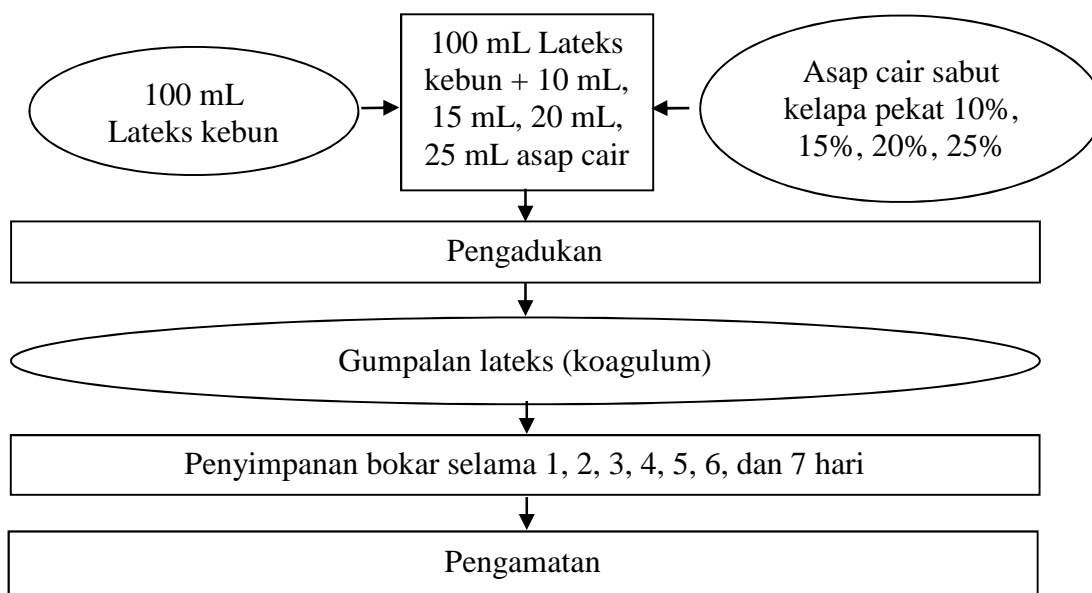 100 mL
Lateks kebun
100 mL Lateks
kebun + 10 mL,
15 mL, 20 mL,
25 mL asap cair
Asap cair sabut
kelapa pekat 10%,
15%, 20%, 25%
Pengadukan
Gumpalan lateks (koagulum)
Penyimpanan bokar selama 1, 2, 3, 4, 5, 6, dan 7 hari
Pengamatan